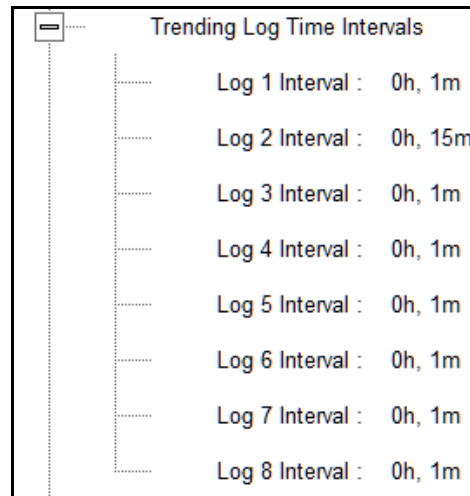 Trending Log Time Intervals
Log 1 Interval : 0h, 1m
Log 2 Interval : 0h, 15m
Log 3 Interval : 0h, 1m
Log 4 Interval : 0h, 1m
Log 5 Interval : 0h, 1m
Log 6 Interval : 0h, 1m
Log 7 Interval : 0h, 1m
Log 8 Interval : 0h, 1m